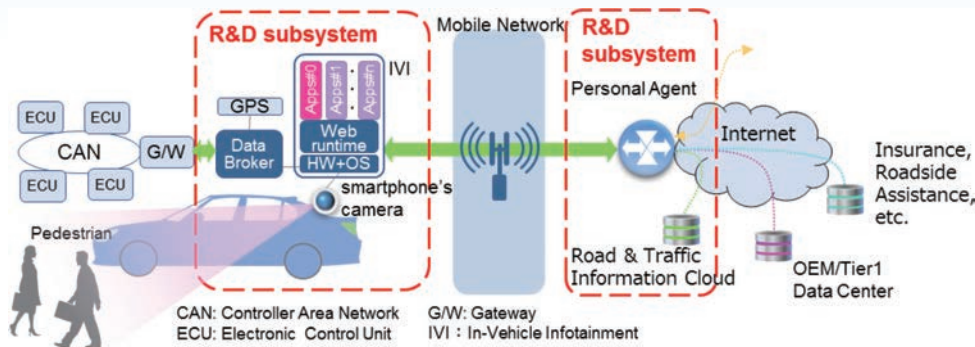 R&D subsystem
Mobile Network
R&D
subsystem
Apps#0
Apps#1
Apps#n
IVI
Personal Agent
ECU
ECU
GPS
CAN
G/W
Data
Broker
Web
runtime
HW+OS
Internet
ECU
ECU
smartphone's
camera
Insurance,
Roadside
Assistance,
etc.
Pedestrian
Road & Traffic
Information Cloud
OEM/Tier1
Data Center
CAN: Controller Area Network
G/W: Gateway
ECU: Electronic Control Unit
IVI : In-Vehicle Infotainment